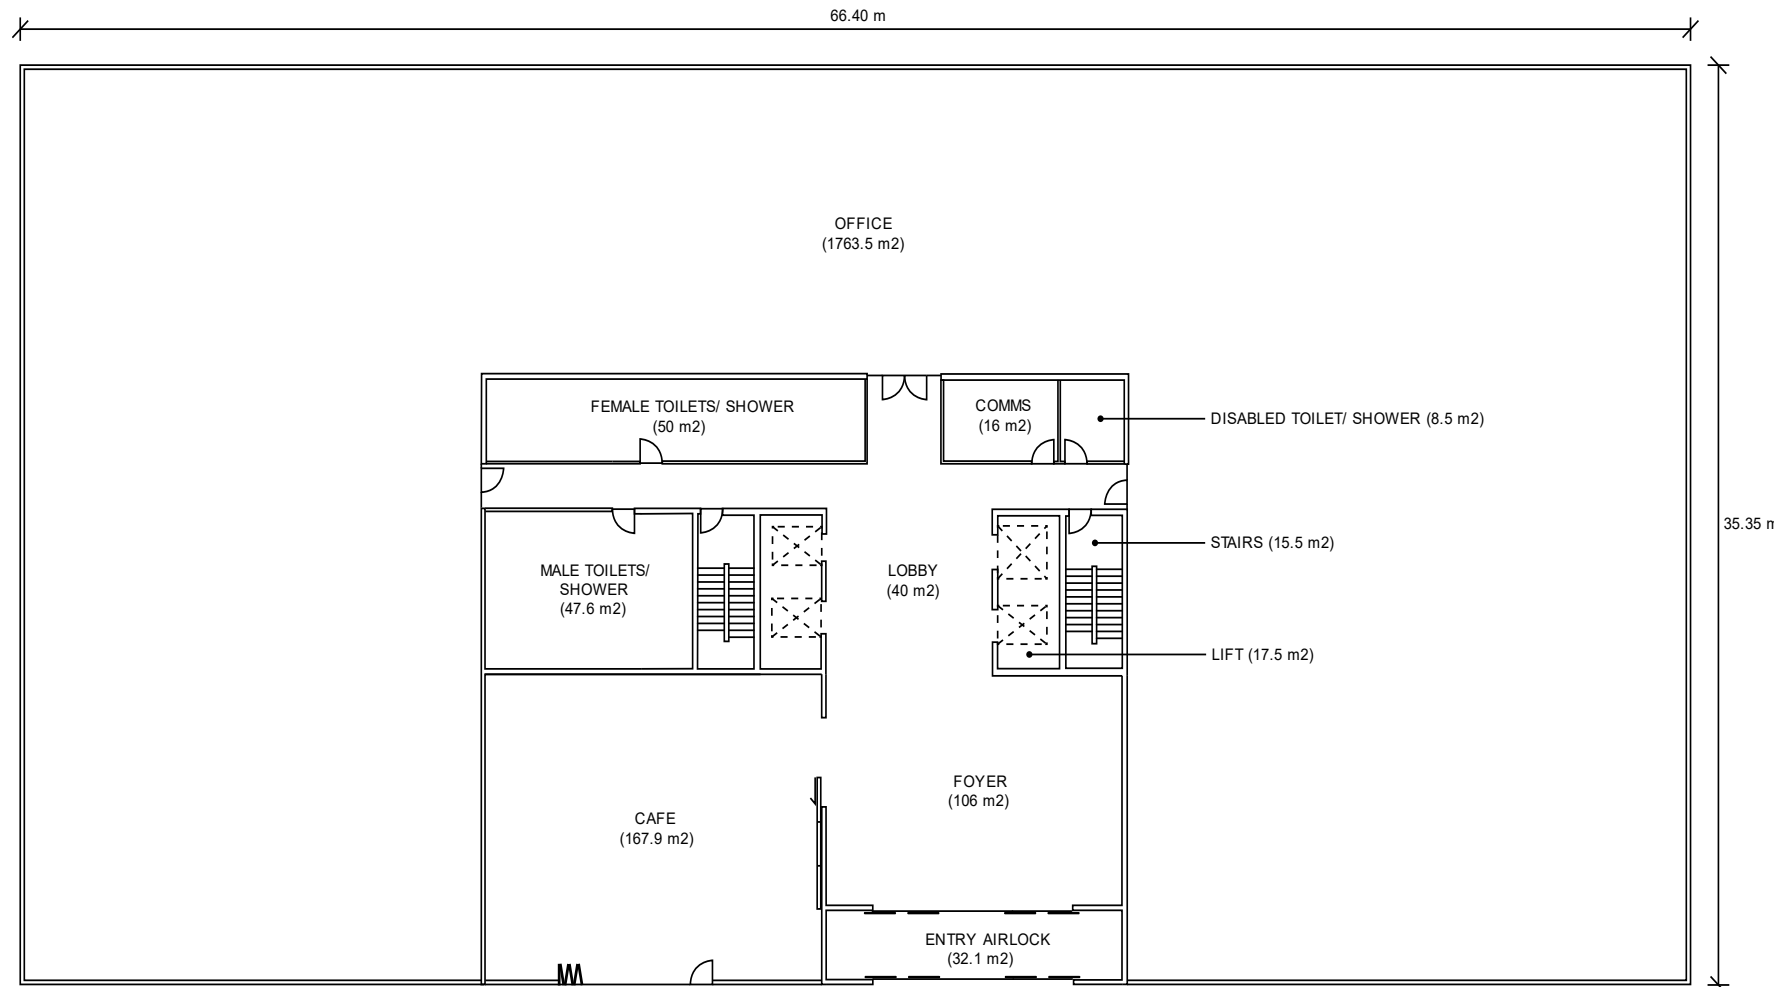 66.40 m
OFFICE
(1763.5 m2)
FEMALE TOILETS/ SHOWER
(50 m2)
COMMS
(16 m2)
DISABLED TOILET/ SHOWER (8.5 m2)
35.35 m
STAIRS (15.5 m2)
MALE TOILETS/
SHOWER
(47.6 m2)
LOBBY
(40 m2)
LIFT (17.5 m2)
FOYER
(106 m2)
CAFE
(167.9 m2)
ENTRY AIRLOCK
(32.1 m2)